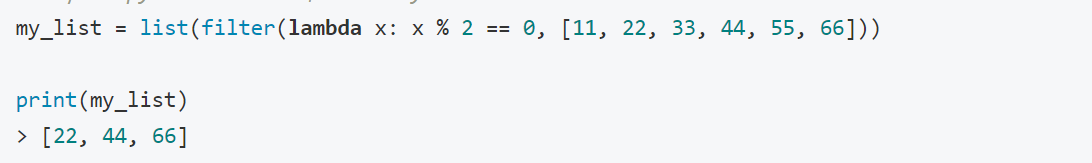 my_list = list(filter(lambda x: x % 2 == 0, [11, 22, 33, 44, 55, 66]))
print(my_list)
> [22, 44, 66]